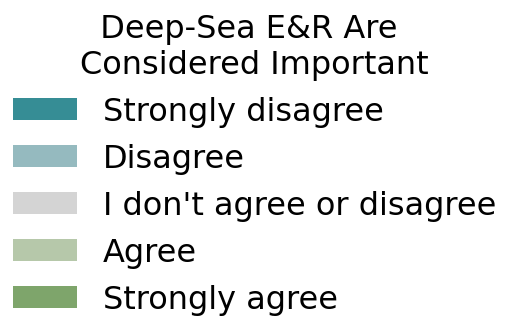 Deep-Sea E&R Are
Considered Important
Strongly disagree
Disagree
I don't agree or disagree
Agree
Strongly agree